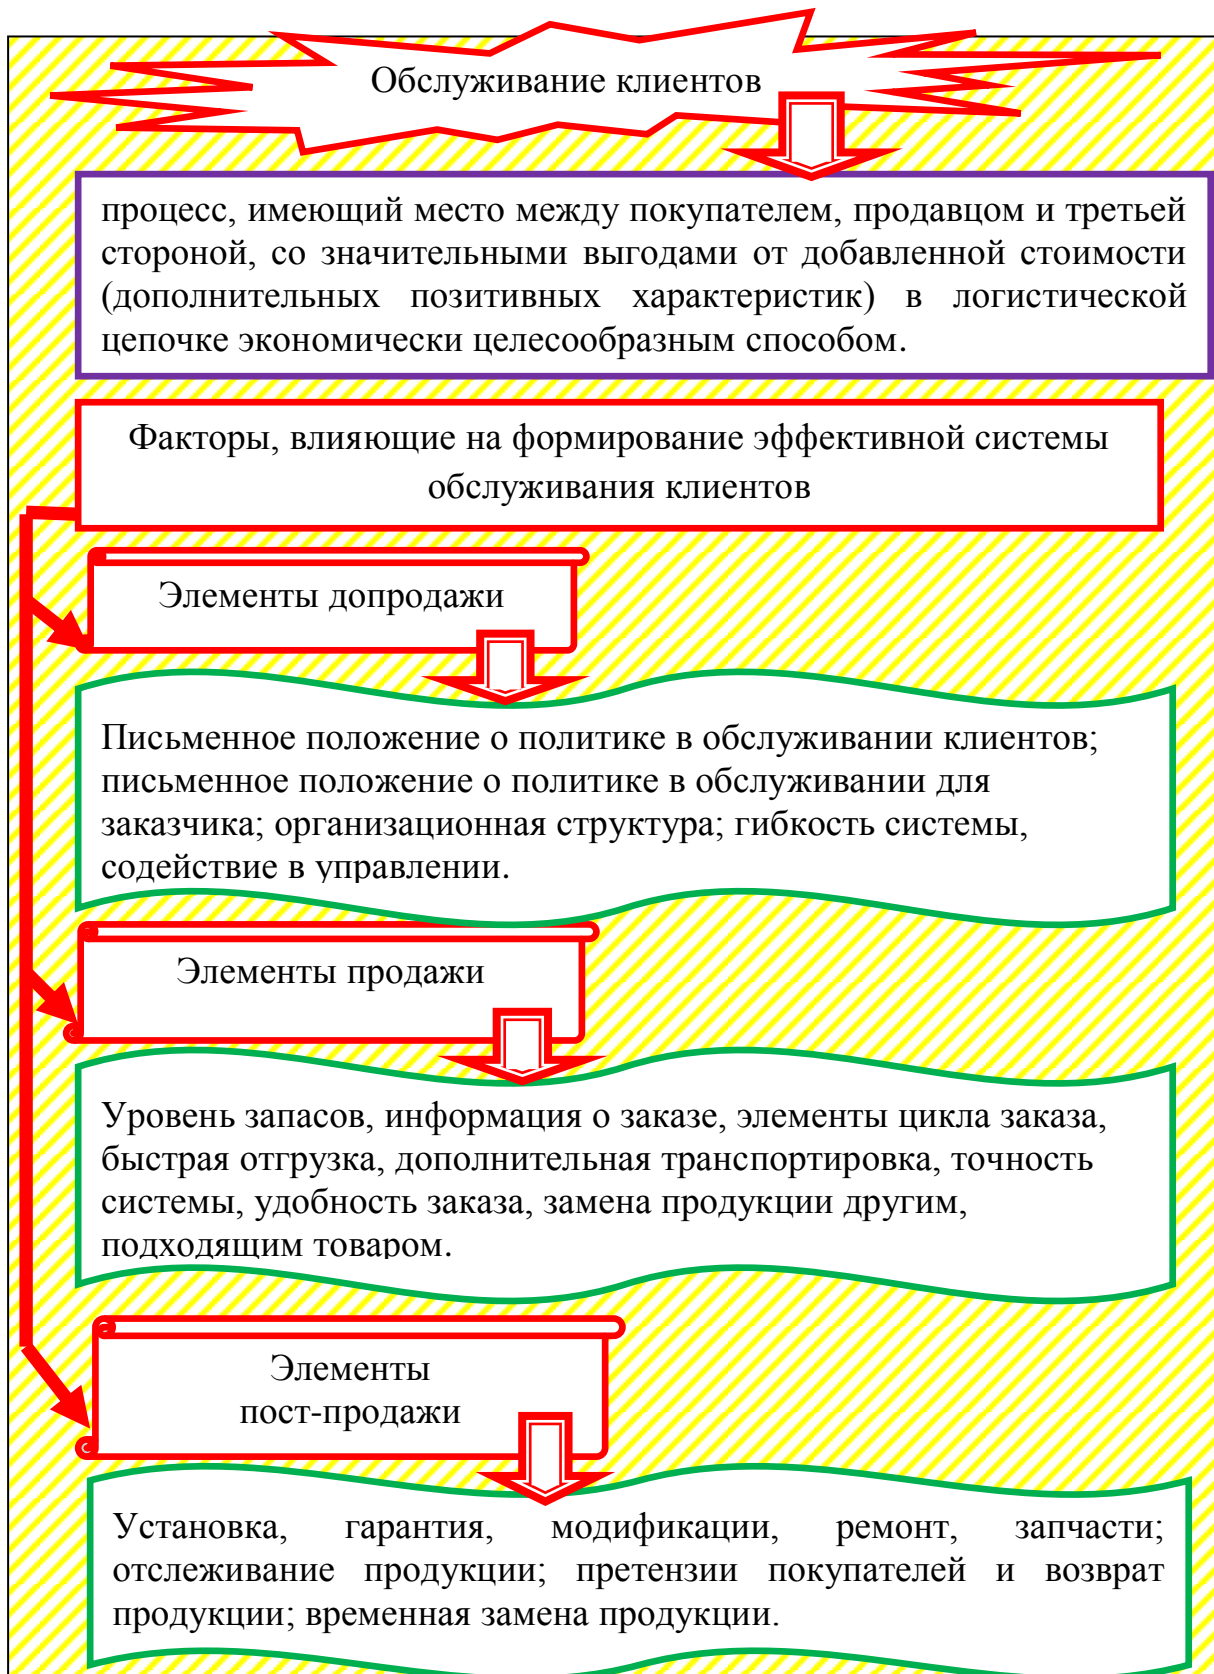 Обслуживание клиентов
процесс, имеющий место между покупателем, продавцом и третьей
стороной, со значительными выгодами от добавленной стоимости
(дополнительных позитивных характеристик) в логистической
цепочке экономически целесообразным способом.
Факторы, влияющие на формирование эффективной системы
обслуживания клиентов
Элементы допродажи
Письменное положение о политике в обслуживании клиентов;
письменное положение о политике в обслуживании для
заказчика; организационная структура; гибкость системы,
содействие в управлении.
Элементы продажи
Уровень запасов, информация о заказе, элементы цикла заказа,
быстрая отгрузка, дополнительная транспортировка, точность
системы, удобность заказа, замена продукции другим,
подходящим товаром.
Элементы
пост-продажи
Установка, гарантия, модификации, ремонт, запчасти;
отслеживание продукции; претензии покупателей и возврат
продукции; временная замена продукции.